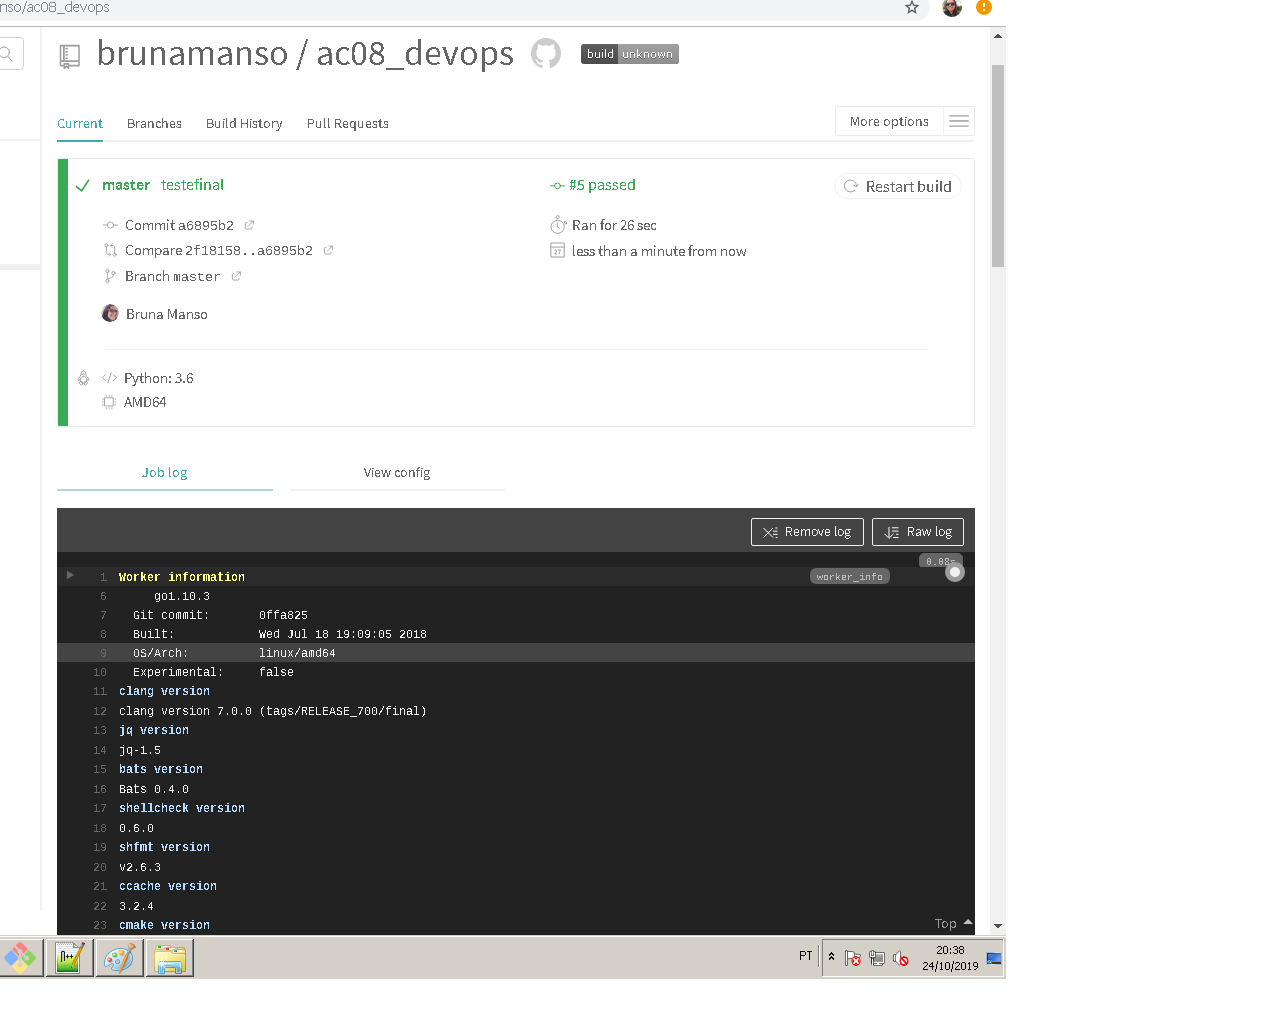 nso/ac08_devops
brunamanso / ac08_devops
build unknown
Current Branches Build History Pull Requests
More options
master testefinal
#5 passed
Restart build
Commit a6895b2
Ran for 26 sec
Compare 2f18158..a6895b2
less than a minute from now
Branch master
Bruna Manso
Python: 3.6
AMD64
Job log View config
Remove log Raw log
0.08s
1 Worker information worker_info
6 go1.10.3
7 Git commit: 0ffa825
8 Built: Wed Jul 18 19:09:05 2018
9 OS/Arch: linux/amd64
10 Experimental: false
11 clang version
12 clang version 7.0.0 (tags/RELEASE_700/final)
13 jq version
14 jq-1.5
15 bats version
16 Bats 0.4.0
17 shellcheck version
18 0.6.0
19 shfmt version
20 v2.6.3
21 ccache version
22 3.2.4
23 cmake version
Top
PT
20:38
24/10/2019